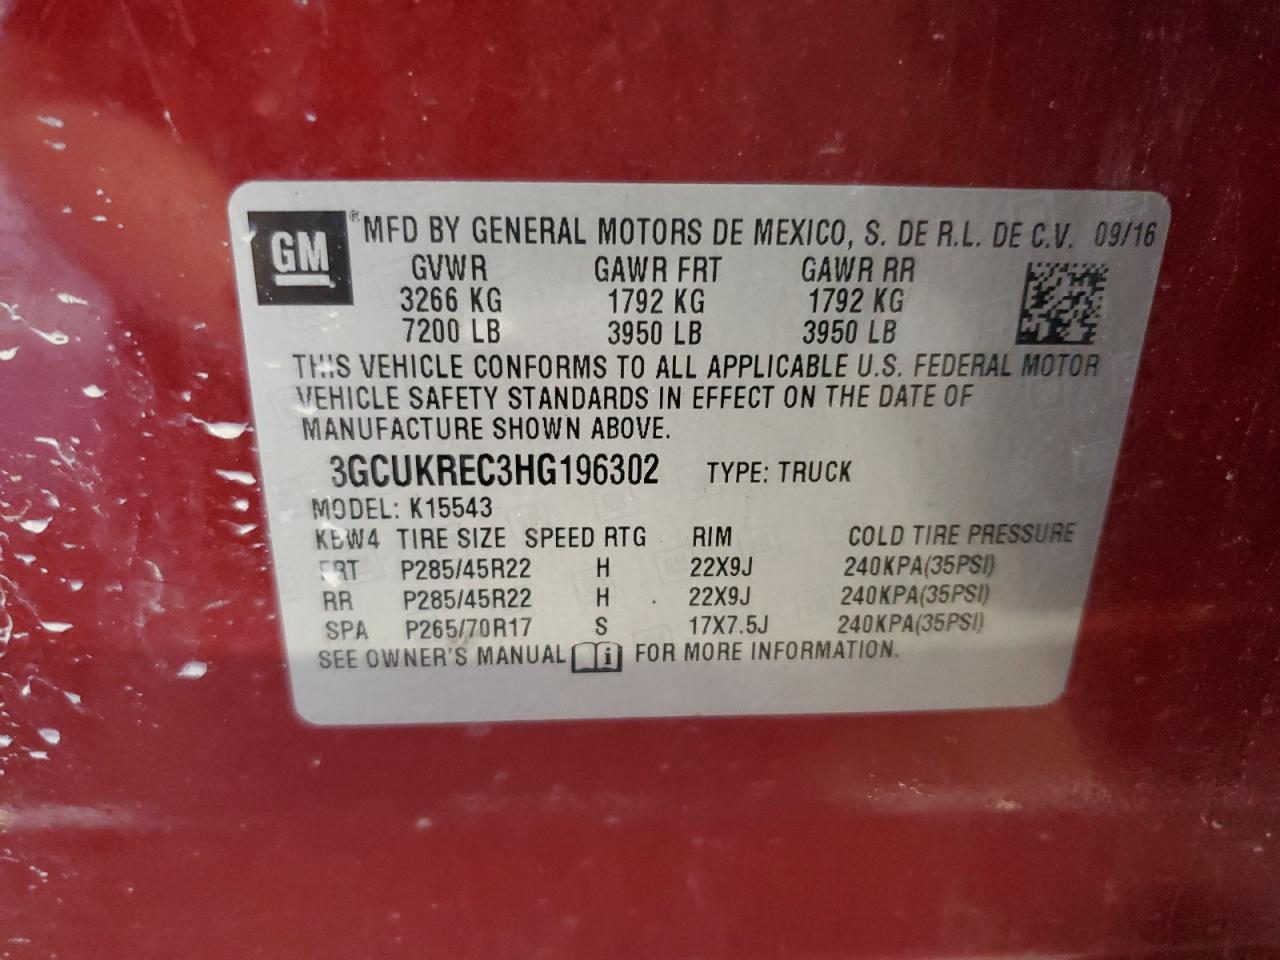 GM
®MFD BY GENERAL MOTORS DE MEXICO, S. DE R.L. DE C.V. 09/16
GVWR GAWR FRT GAWR RR
3266 KG 1792 KG 1792 KG
7200 LB 3950 LB 3950 LB
THIS VEHICLE CONFORMS TO ALL APPLICABLE U.S. FEDERAL MOTOR
VEHICLE SAFETY STANDARDS IN EFFECT ON THE DATE OF
MANUFACTURE SHOWN ABOVE.
3GCUKREC3HG196302 TYPE: TRUCK
MODEL: K15543
KBW4 TIRE SIZE SPEED RTG RIM COLD TIRE PRESSURE
FRT P285/45R22 H 22X9J 240KPA(35PSI)
RR P285/45R22 H 22X9J 240KPA(35PSI)
SPA P265/70R17 S 17X7.5J 240KPA(35PSI)
SEE OWNER'S MANUAL i FOR MORE INFORMATION.